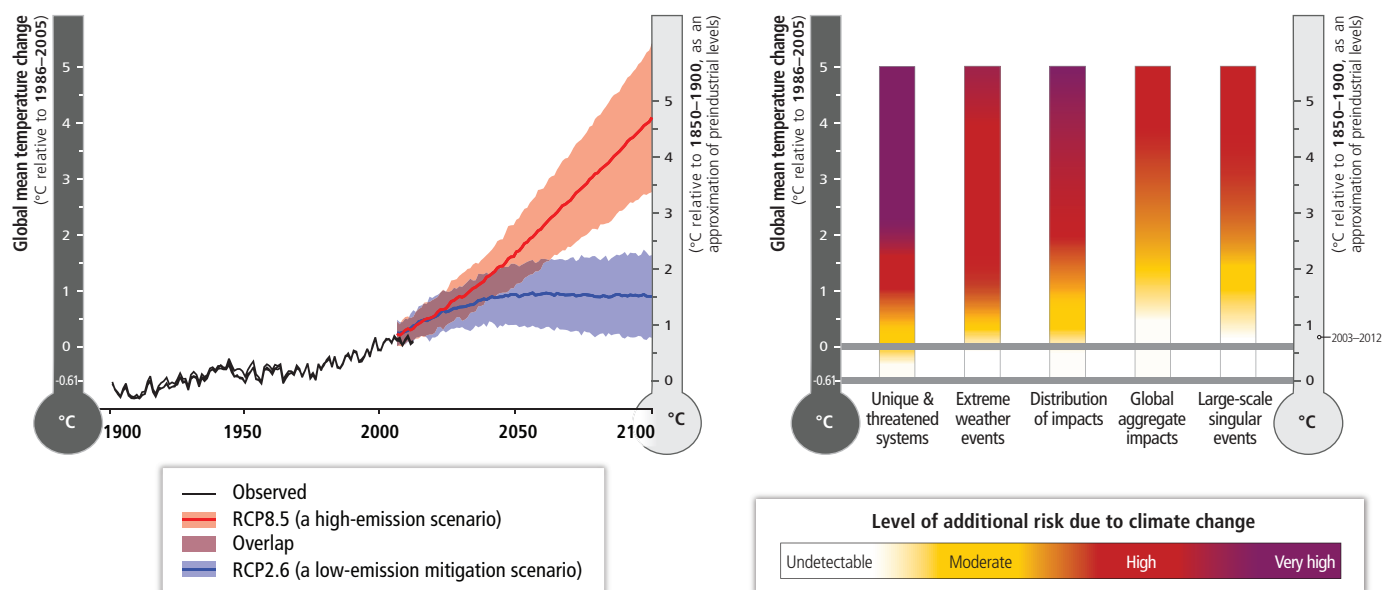 Global mean temperature change
(°C relative to 1986–2005)
5
4
3
2
1
0
-0.61
°C
5
4
3
2
1
0
°C
(°C relative to 1850–1900, as an
approximation of preindustrial levels)
1900
1950
2000
2050
2100
Observed
RCP8.5 (a high-emission scenario)
Overlap
RCP2.6 (a low-emission mitigation scenario)
Global mean temperature change
(°C relative to 1986–2005)
5
4
3
2
1
0
-0.61
°C
5
4
3
2
1
0
°C
2003–2012
(°C relative to 1850–1900, as an
approximation of preindustrial levels)
Unique &
threatened
systems
Extreme
weather
events
Distribution
of impacts
Global
aggregate
impacts
Large-scale
singular
events
Level of additional risk due to climate change
Undetectable
Moderate
High
Very high